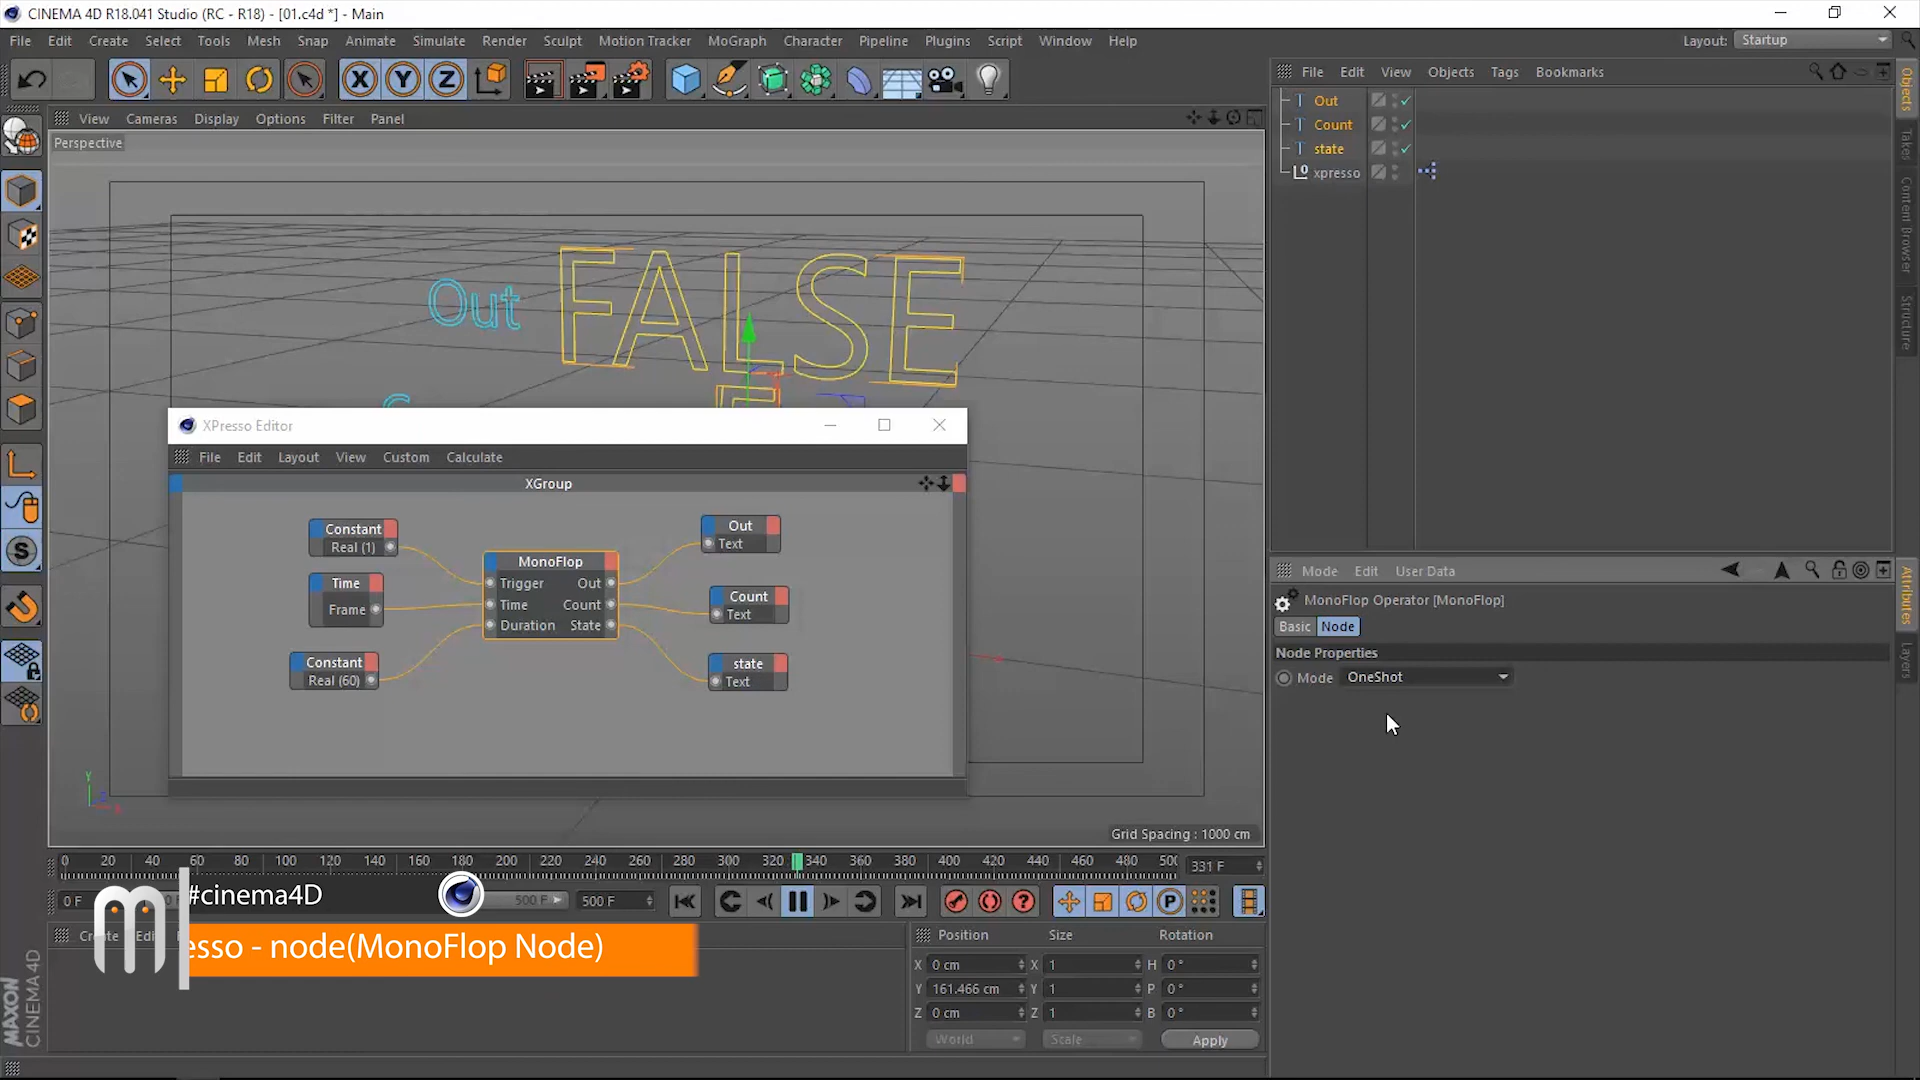 CINEMA 4D R18.041 Studio (RC - R18) - [01.c4d *] - Main
File Edit Create Select Tools Mesh Snap Animate Simulate Render Sculpt Motion Tracker MoGraph Character Pipeline Plugins Script Window Help
Layout: Startup
X Y Z
File Edit View Objects Tags Bookmarks
View Cameras Display Options Filter Panel
Perspective
Out
Count
state
xpresso
Objects
Takes
Content Browser
Structure
Out FALSE
XPresso Editor
File Edit Layout View Custom Calculate
XGroup
Constant
Real (1)
Time
Frame
Constant
Real (60)
MonoFlop
Trigger Out
Time Count
Duration State
Out
Text
Count
Text
state
Text
Mode Edit User Data
MonoFlop Operator [MonoFlop]
Basic Node
Node Properties
Mode OneShot
Attributes
Layers
Grid Spacing : 1000 cm
0 20 40 60 80 100 120 140 160 180 200 220 240 260 280 300 320 340 360 380 400 420 440 460 480 500
331 F
0 F
500 F
500 F
#cinema4D
esso - node(MonoFlop Node)
Position Size Rotation
X 0 cm X 1 H 0 °
Y 161.466 cm Y 1 P 0 °
Z 0 cm Z 1 B 0 °
World Scale Apply
MAXON
CINEMA 4D